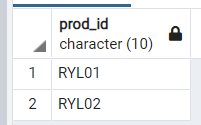 prod_id
character (10)
1 RYL01
2 RYL02